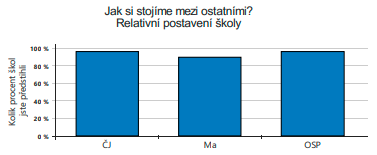 Jak si stojíme mezi ostatními?
Relativní postavení školy
Kolik procent škol
jste předstihli
100 %
80 %
60 %
40 %
20 %
0 %
ČJ
Ma
OSP